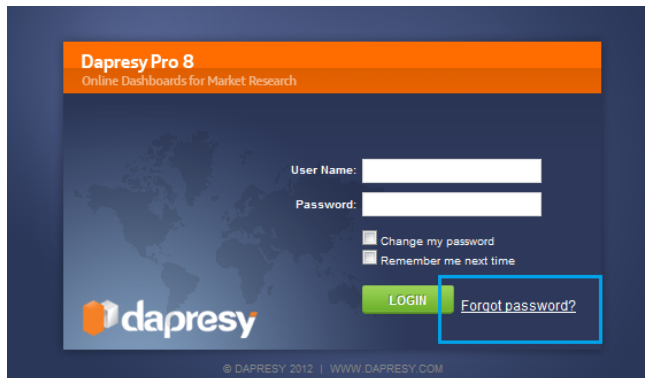 Dapresy Pro 8
Online Dashboards for Market Research
User Name:
Password:
Change my password
Remember me next time
LOGIN Forgot password?
dapresy
© DAPRESY 2012 | WWW.DAPRESY.COM